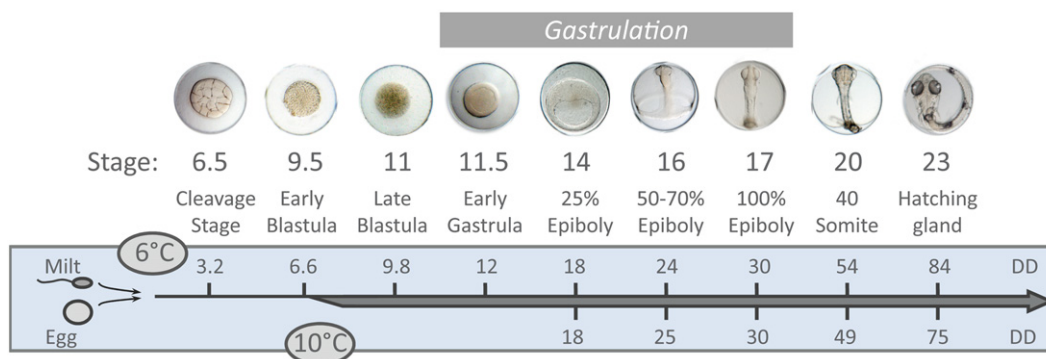 Gastrulation
Stage: 6.5 9.5 11 11.5 14 16 17 20 23
Cleavage Early Late Early 25% 50-70% 100% 40 Hatching
Stage Blastula Blastula Gastrula Epiboly Epiboly Epiboly Somite gland
6°C
Milt 3.2 6.6 9.8 12 18 24 30 54 84 DD
Egg 10°C 18 25 30 49 75 DD